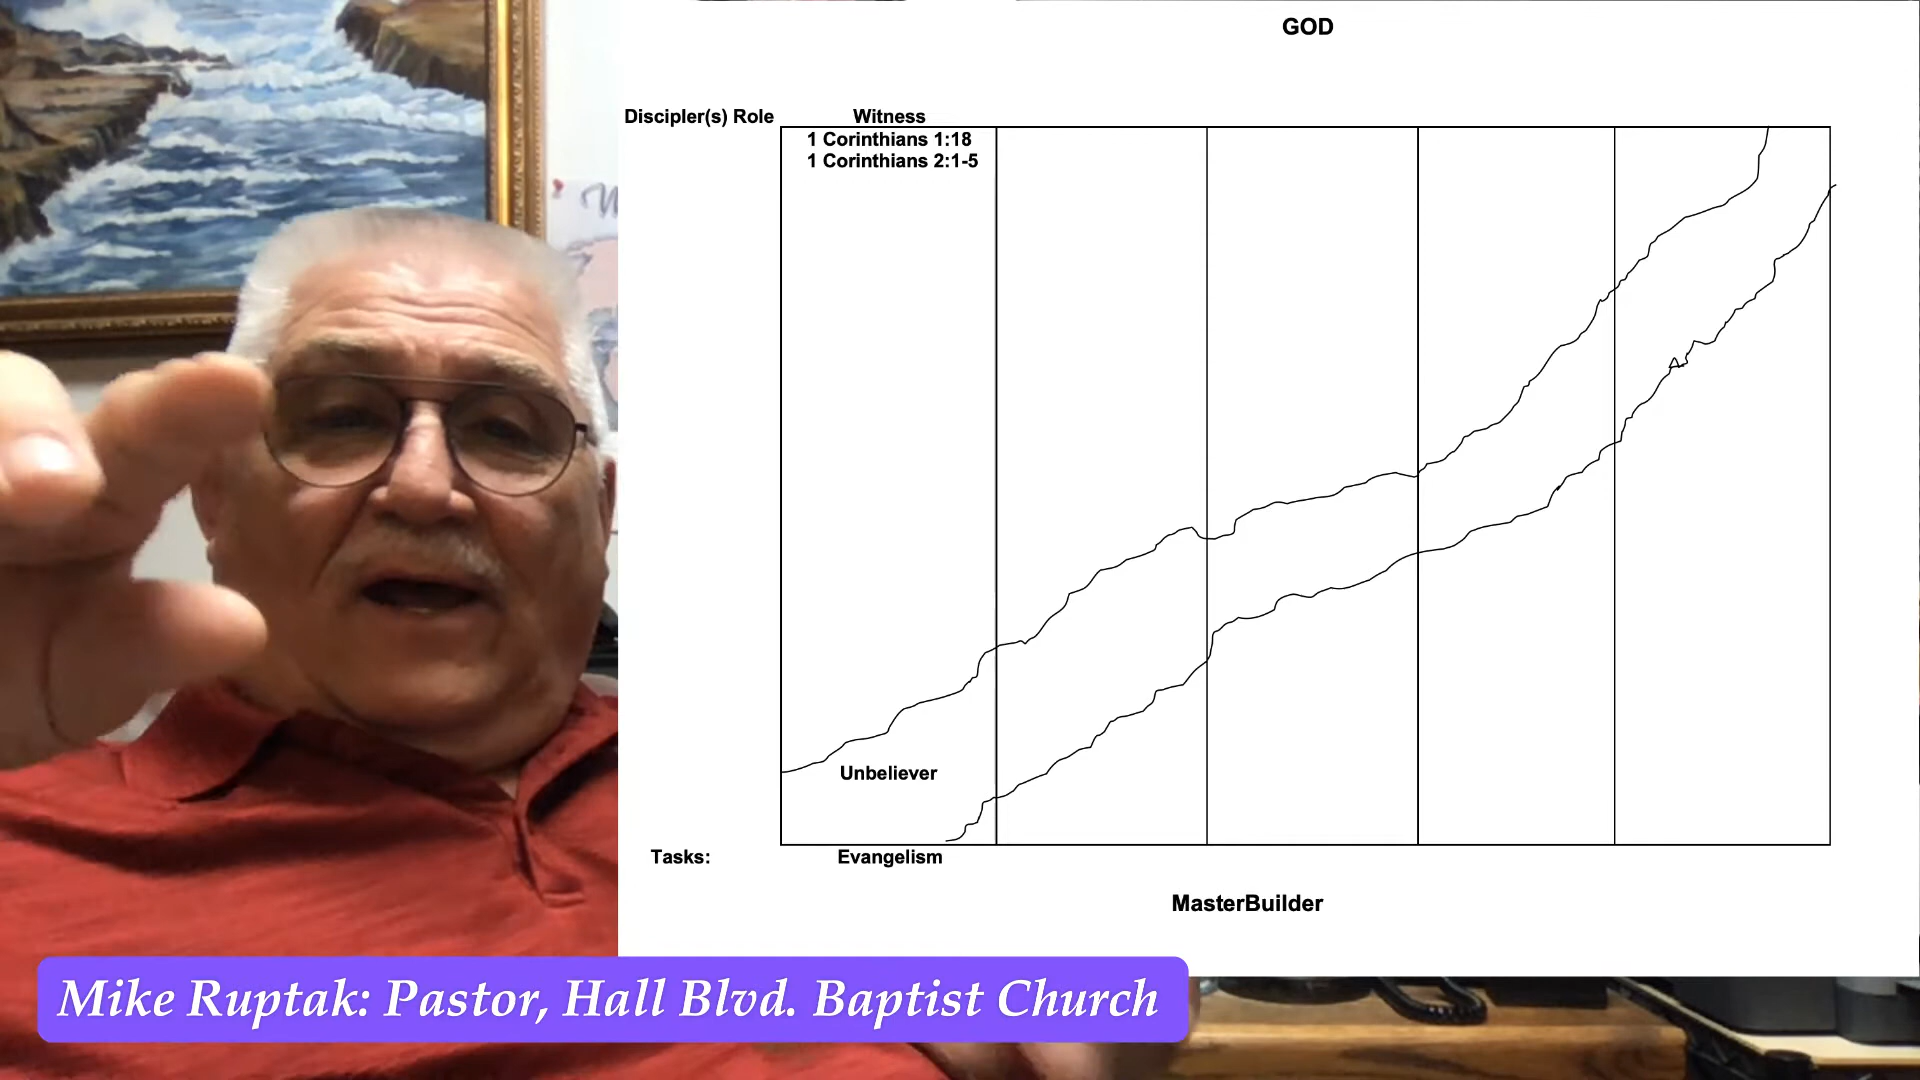 GOD
Discipler(s) Role Witness
1 Corinthians 1:18
1 Corinthians 2:1-5
Unbeliever
Tasks: Evangelism
MasterBuilder
Mike Ruptak: Pastor, Hall Blvd. Baptist Church